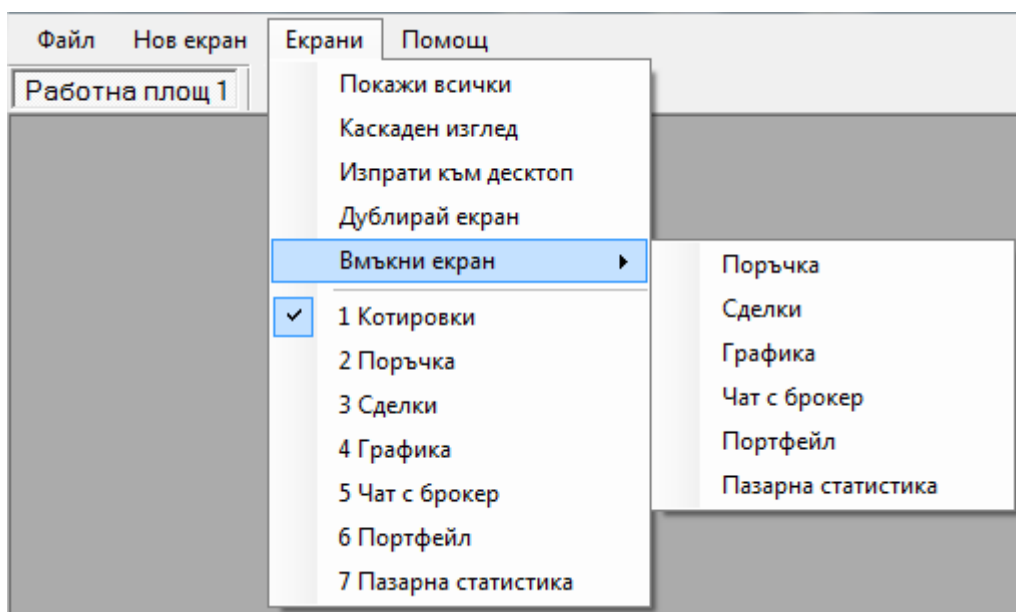 Файл Нов екран Екрани Помощ
Работна площ 1
Покажи всички
Каскаден изглед
Изпрати към десктоп
Дублирай екран
Вмъкни екран
1 Котировки
2 Поръчка
3 Сделки
4 Графика
5 Чат с брокер
6 Портфейл
7 Пазарна статистика
Поръчка
Сделки
Графика
Чат с брокер
Портфейл
Пазарна статистика